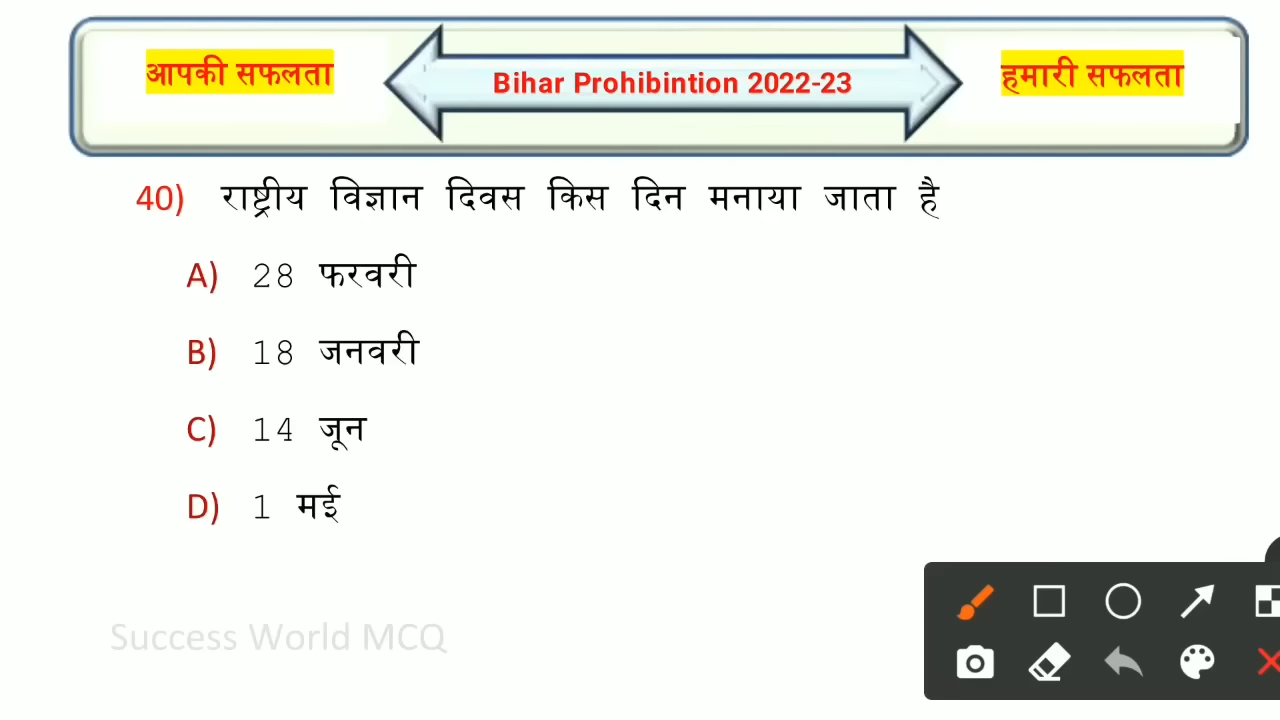 आपकी सफलता
Bihar Prohibintion 2022-23
हमारी सफलता
40) राष्ट्रीय विज्ञान दिवस किस दिन मनाया जाता है
A) 28 फरवरी
B) 18 जनवरी
C) 14 जून
D) 1 मई
Success World MCQ